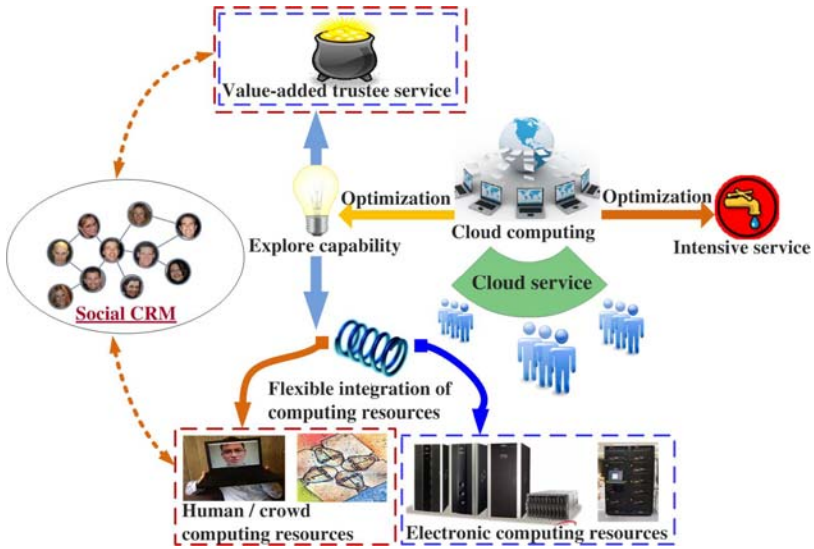 Value-added trustee service
Optimization
Optimization
Explore capability
Cloud computing
Intensive service
Cloud service
Social CRM
Flexible integration of
computing resources
Human / crowd
computing resources
Electronic computing resources